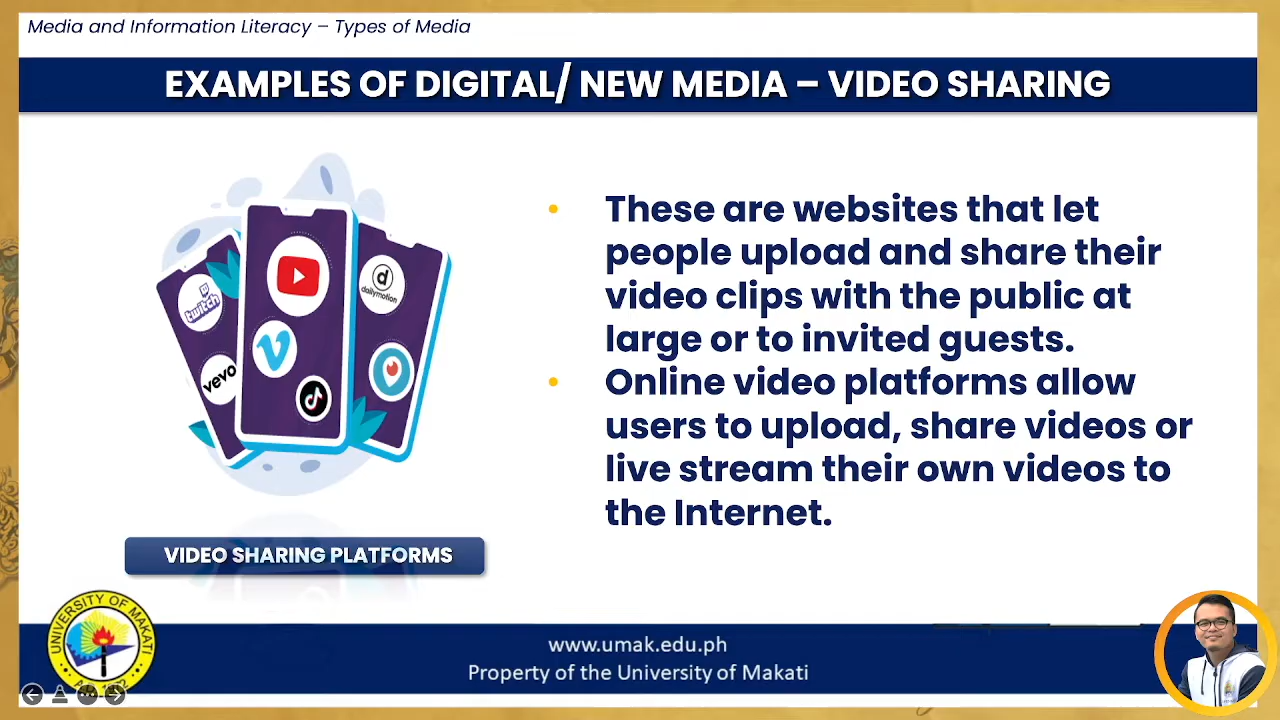 Media and Information Literacy – Types of Media
EXAMPLES OF DIGITAL/ NEW MEDIA – VIDEO SHARING
twitch
vevo
dailymotion
• These are websites that let
people upload and share their
video clips with the public at
large or to invited guests.
• Online video platforms allow
users to upload, share videos or
live stream their own videos to
the Internet.
VIDEO SHARING PLATFORMS
UNIVERSITY OF MAKATI
www.umak.edu.ph
Property of the University of Makati